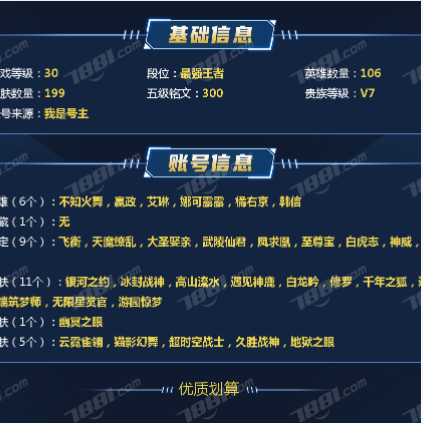 基础信息
戏等级：30 段位：最强王者 英雄数量：106
肤数量：199 五级铭文：300 贵族等级：V7
号来源：我是号主
账号信息
雄（6个）：不知火舞，嬴政，艾琳，娜可露露，橘右京，韩信
（1个）：无
定（9个）：飞衡，天魔缭乱，大圣娶亲，武陵仙君，凤求凰，至尊宝，白虎志，神威，
肤（11个）：银河之约，冰封战神，高山流水，遇见神鹿，白龙吟，修罗，千年之狐，
筑梦师，无限星赏官，游园惊梦
肤（1个）：幽冥之眼
肤（5个）：云霓雀翎，猫影幻舞，超时空战士，久胜战神，地狱之眼
优质划算
7881.com